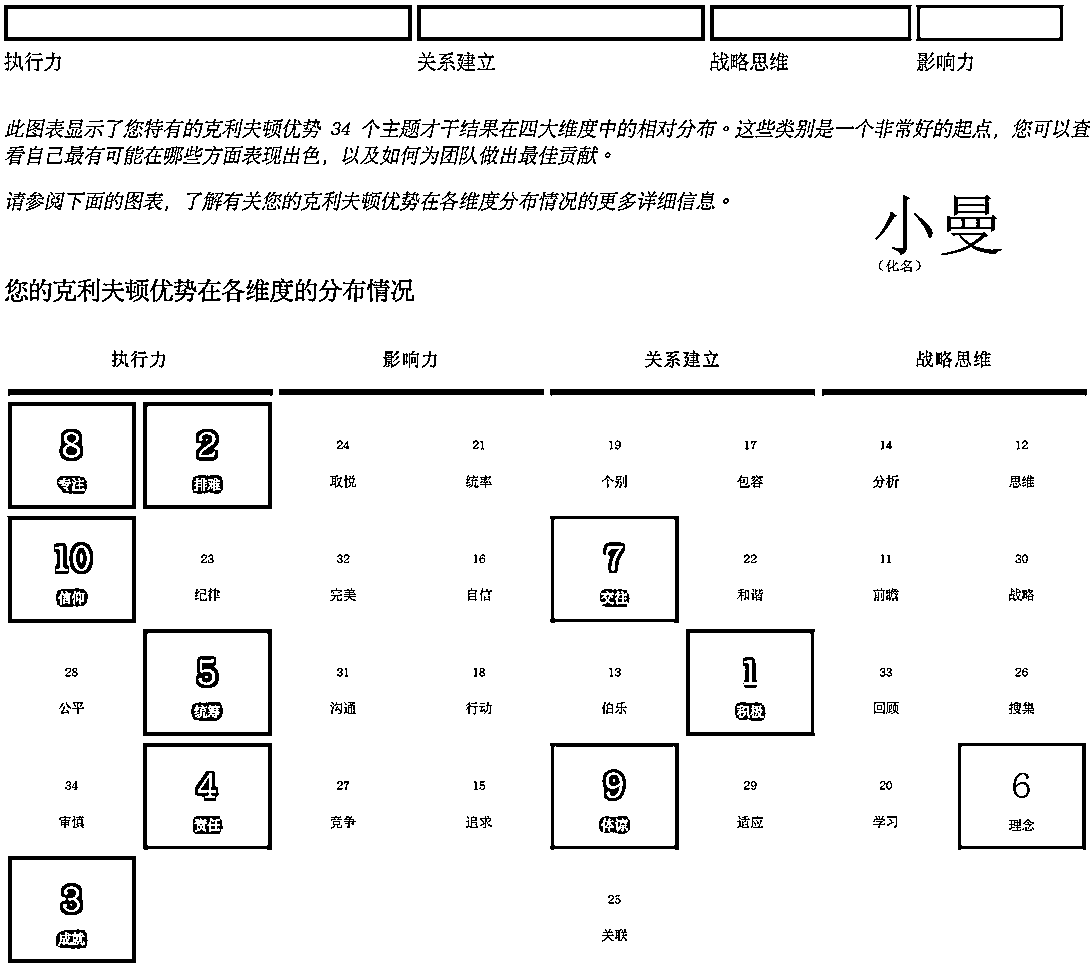 执行力 关系建立 战略思维 影响力
此图表显示了您特有的克利夫顿优势 34 个主题才干结果在四大维度中的相对分布。这些类别是一个非常好的起点，您可以查
看自己最有可能在哪些方面表现出色，以及如何为团队做出最佳贡献。
请参阅下面的图表，了解有关您的克利夫顿优势在各维度分布情况的更多详细信息。
小曼
（化名）
您的克利夫顿优势在各维度的分布情况
执行力 影响力 关系建立 战略思维
8 2 24 21 19 17 14 12
专注 排难 取悦 统率 个别 包容 分析 思维
10 23 32 16 7 22 11 30
信仰 纪律 完美 自信 交往 和谐 前瞻 战略
28 5 31 18 13 1 33 26
公平 统筹 沟通 行动 伯乐 积极 回顾 搜集
34 4 27 15 9 29 20 6
审慎 责任 竞争 追求 体谅 适应 学习 理念
3 25
成就 关联